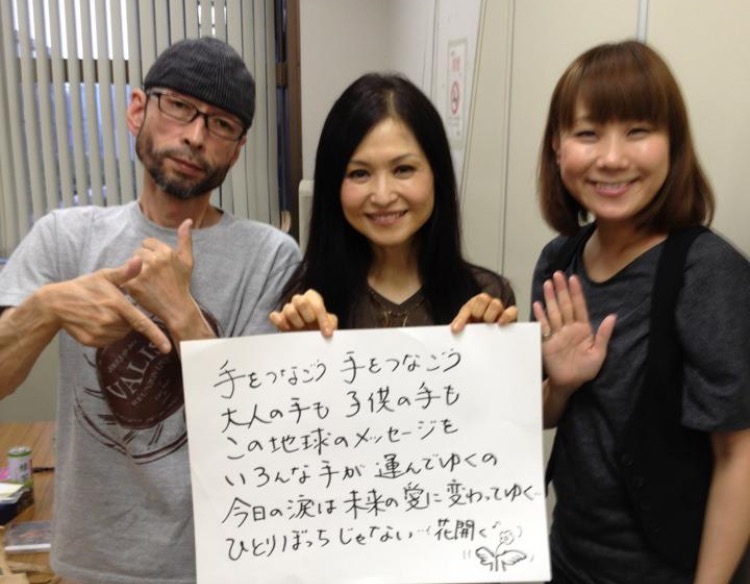 手をつなごう 手をつなごう
大人の手も 子供の手も
この地球のメッセージを
いろんな手が 運んでゆくの
今日の涙は未来の愛に変わってゆく…
ひとりぼっちじゃない…(花開く)
VALIS